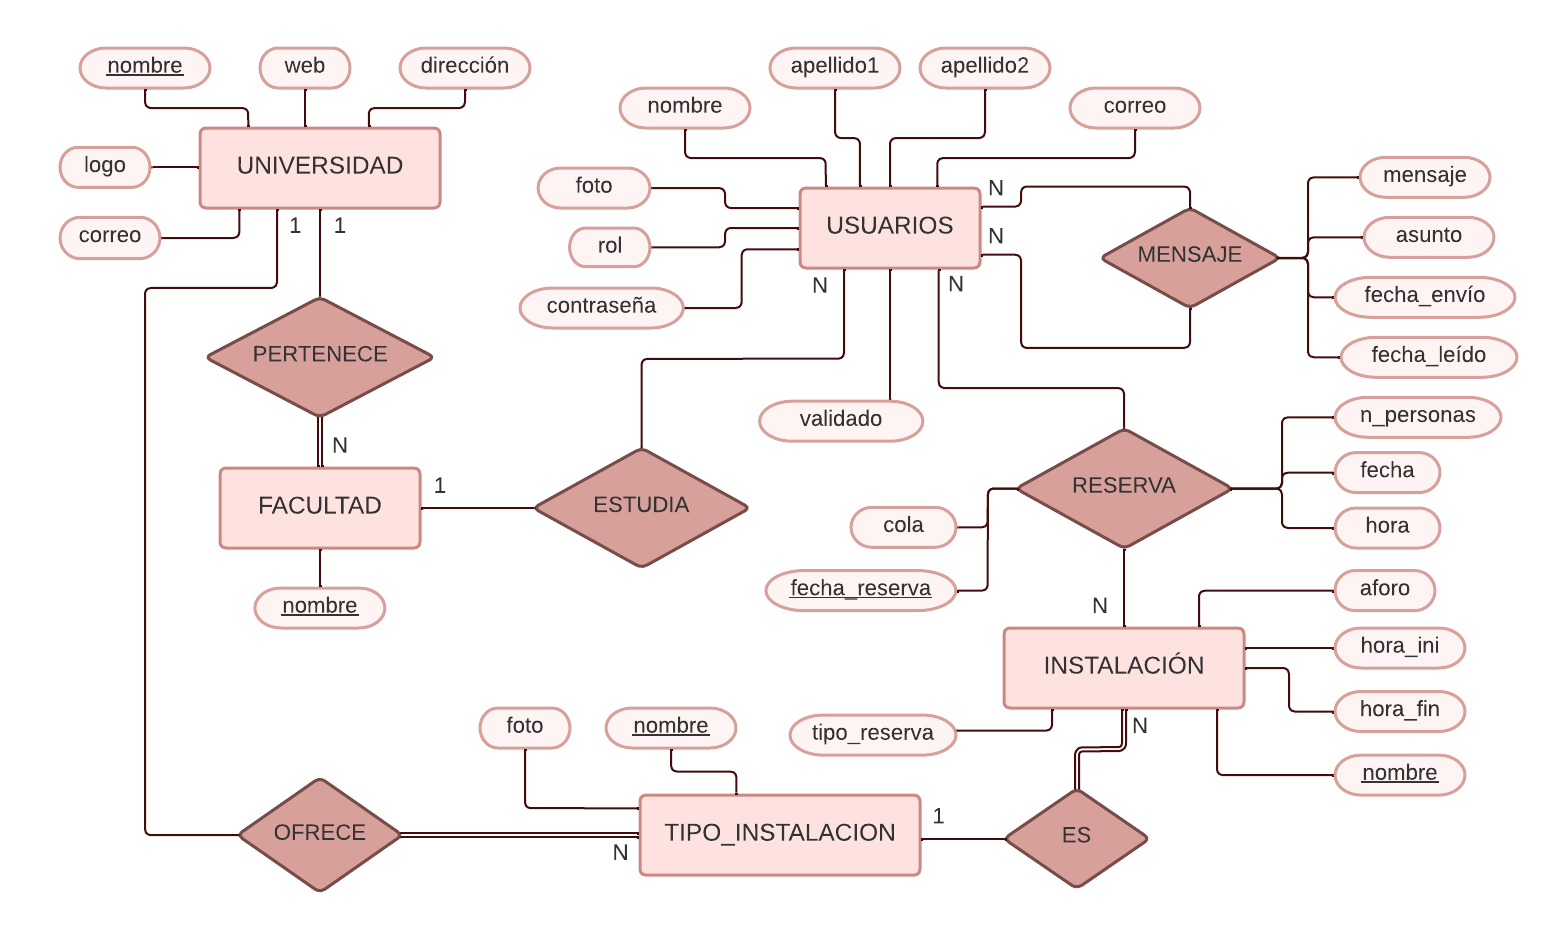 nombre
web
dirección
apellido1
apellido2
nombre
correo
logo
UNIVERSIDAD
foto
N
mensaje
correo
1
1
rol
USUARIOS
N
MENSAJE
asunto
contraseña
N
N
fecha_envío
PERTENECE
fecha_leído
validado
n_personas
N
1
fecha
FACULTAD
ESTUDIA
RESERVA
cola
hora
nombre
fecha_reserva
N
aforo
INSTALACIÓN
hora_ini
foto
nombre
tipo_reserva
N
hora_fin
nombre
OFRECE
N
TIPO_INSTALACION
1
ES